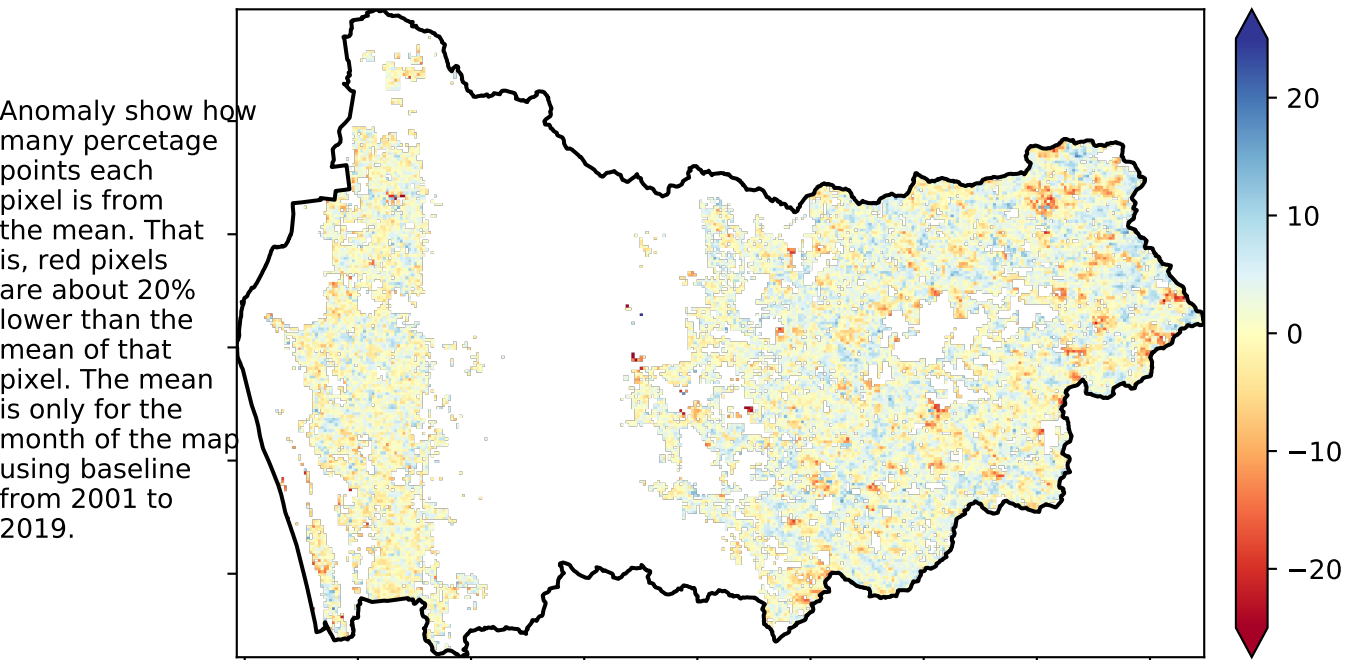 Anomaly show how
many percetage
points each
pixel is from
the mean. That
is, red pixels
are about 20%
lower than the
mean of that
pixel. The mean
is only for the
month of the map
using baseline
from 2001 to
2019.
20
10
0
−10
−20